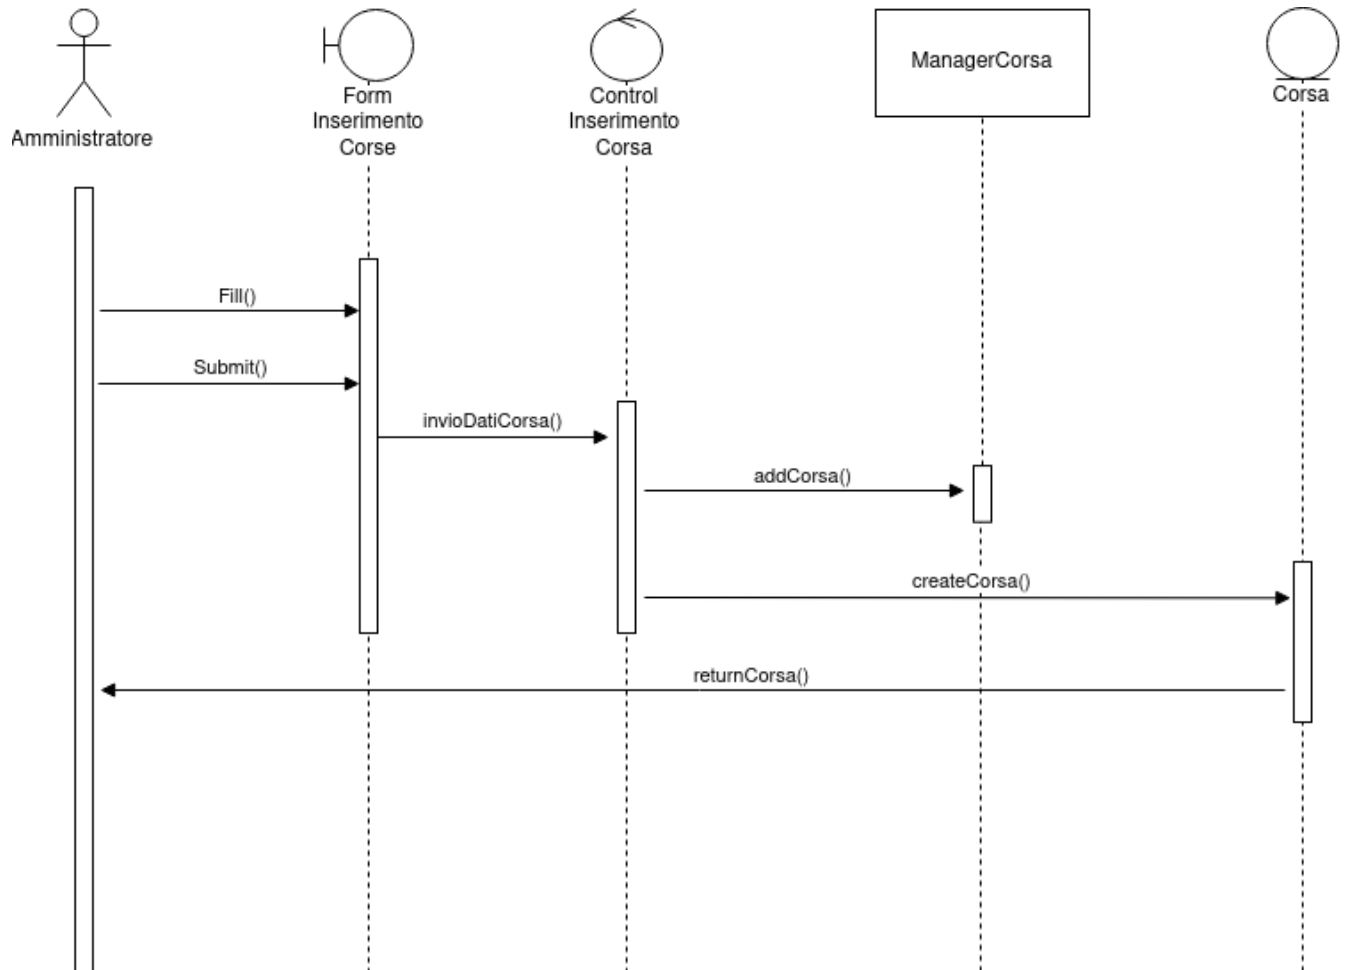 Amministratore
Form
Inserimento
Corse
Control
Inserimento
Corsa
ManagerCorsa
Corsa
Fill()
Submit()
invioDatiCorsa()
addCorsa()
createCorsa()
returnCorsa()